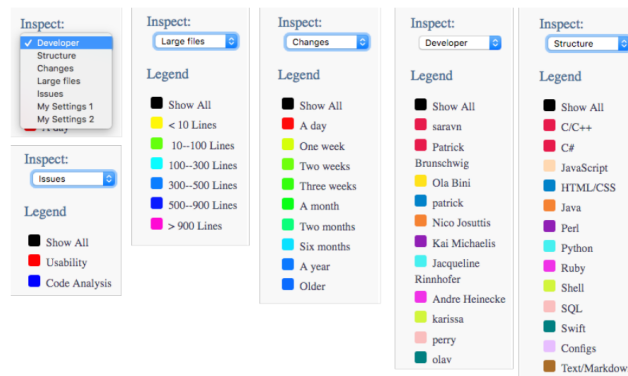 Inspect:
✓ Developer
Structure
Changes
Large files
Issues
My Settings 1
My Settings 2
A day
Inspect:
Issues
Legend
Show All
Usability
Code Analysis
Inspect:
Large files
Legend
Show All
< 10 Lines
10--100 Lines
100--300 Lines
300--500 Lines
500--900 Lines
> 900 Lines
Inspect:
Changes
Legend
Show All
A day
One week
Two weeks
Three weeks
A month
Two months
Six months
A year
Older
Inspect:
Developer
Legend
Show All
saravn
Patrick
Brunschwig
Ola Bini
patrick
Nico Josuttis
Kai Michaelis
Jacqueline
Rinnhofer
Andre Heinecke
karissa
perry
olav
Inspect:
Structure
Legend
Show All
C/C++
C#
JavaScript
HTML/CSS
Java
Perl
Python
Ruby
Shell
SQL
Swift
Configs
Text/Markdown